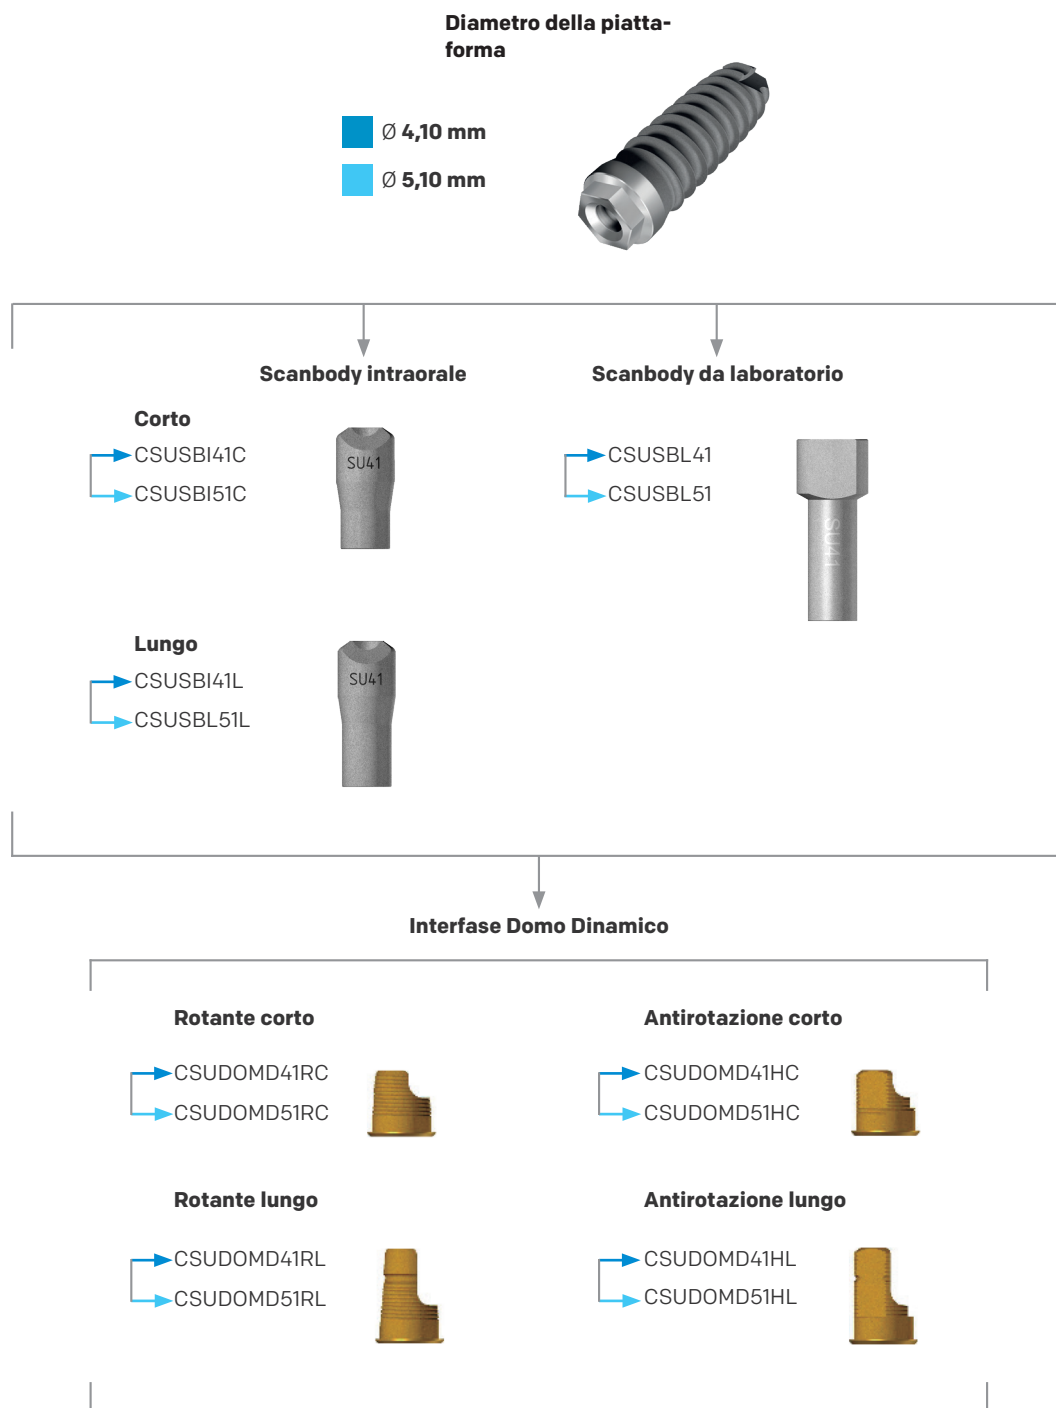 Diametro della piatta-
forma
Ø 4,10 mm
Ø 5,10 mm
Scanbody intraorale
Scanbody da laboratorio
Corto
CSUSBI41C
CSUSBI51C
SU41
CSUSBL41
CSUSBL51
SU41
Lungo
CSUSBI41L
CSUSBL51L
SU41
Interfase Domo Dinamico
Rotante corto
CSUDOMD41RC
CSUDOMD51RC
Antirotazione corto
CSUDOMD41HC
CSUDOMD51HC
Rotante lungo
CSUDOMD41RL
CSUDOMD51RL
Antirotazione lungo
CSUDOMD41HL
CSUDOMD51HL